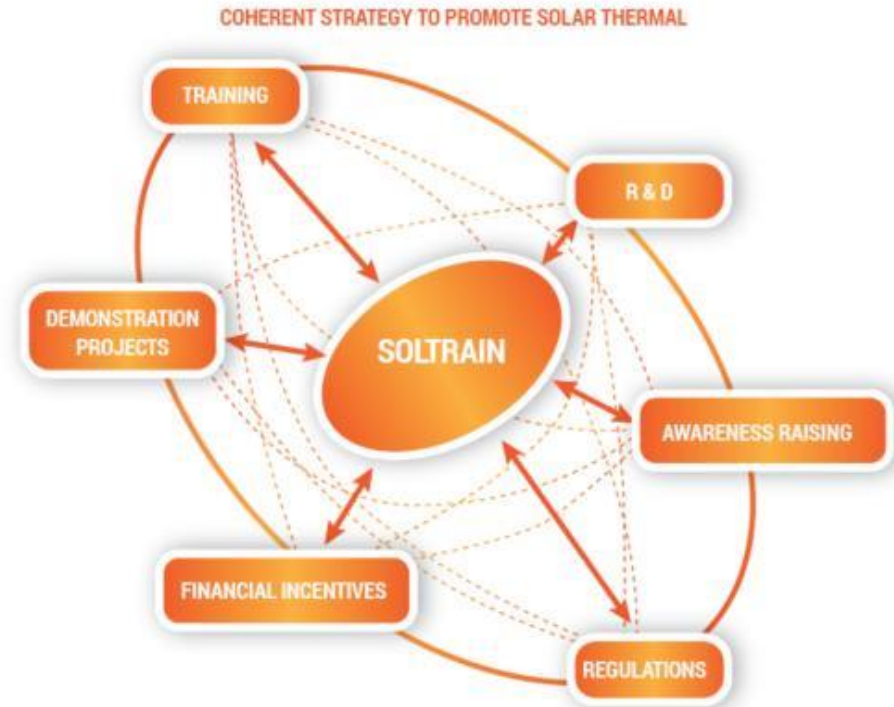 COHERENT STRATEGY TO PROMOTE SOLAR THERMAL
TRAINING
R & D
DEMONSTRATION
PROJECTS
SOLTRAIN
AWARENESS RAISING
FINANCIAL INCENTIVES
REGULATIONS